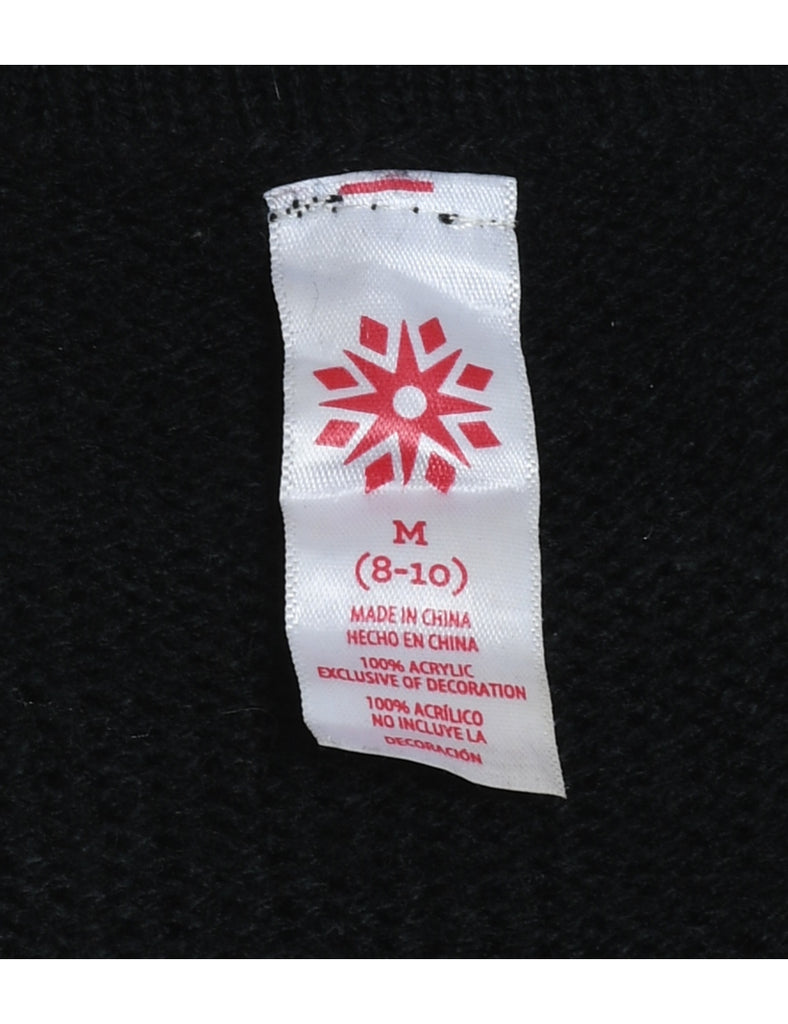 M
(8-10)
MADE IN CHINA
HECHO EN CHINA
100% ACRYLIC
EXCLUSIVE OF DECORATION
100% ACRÍLICO
NO INCLUYE LA
DECORACIÓN